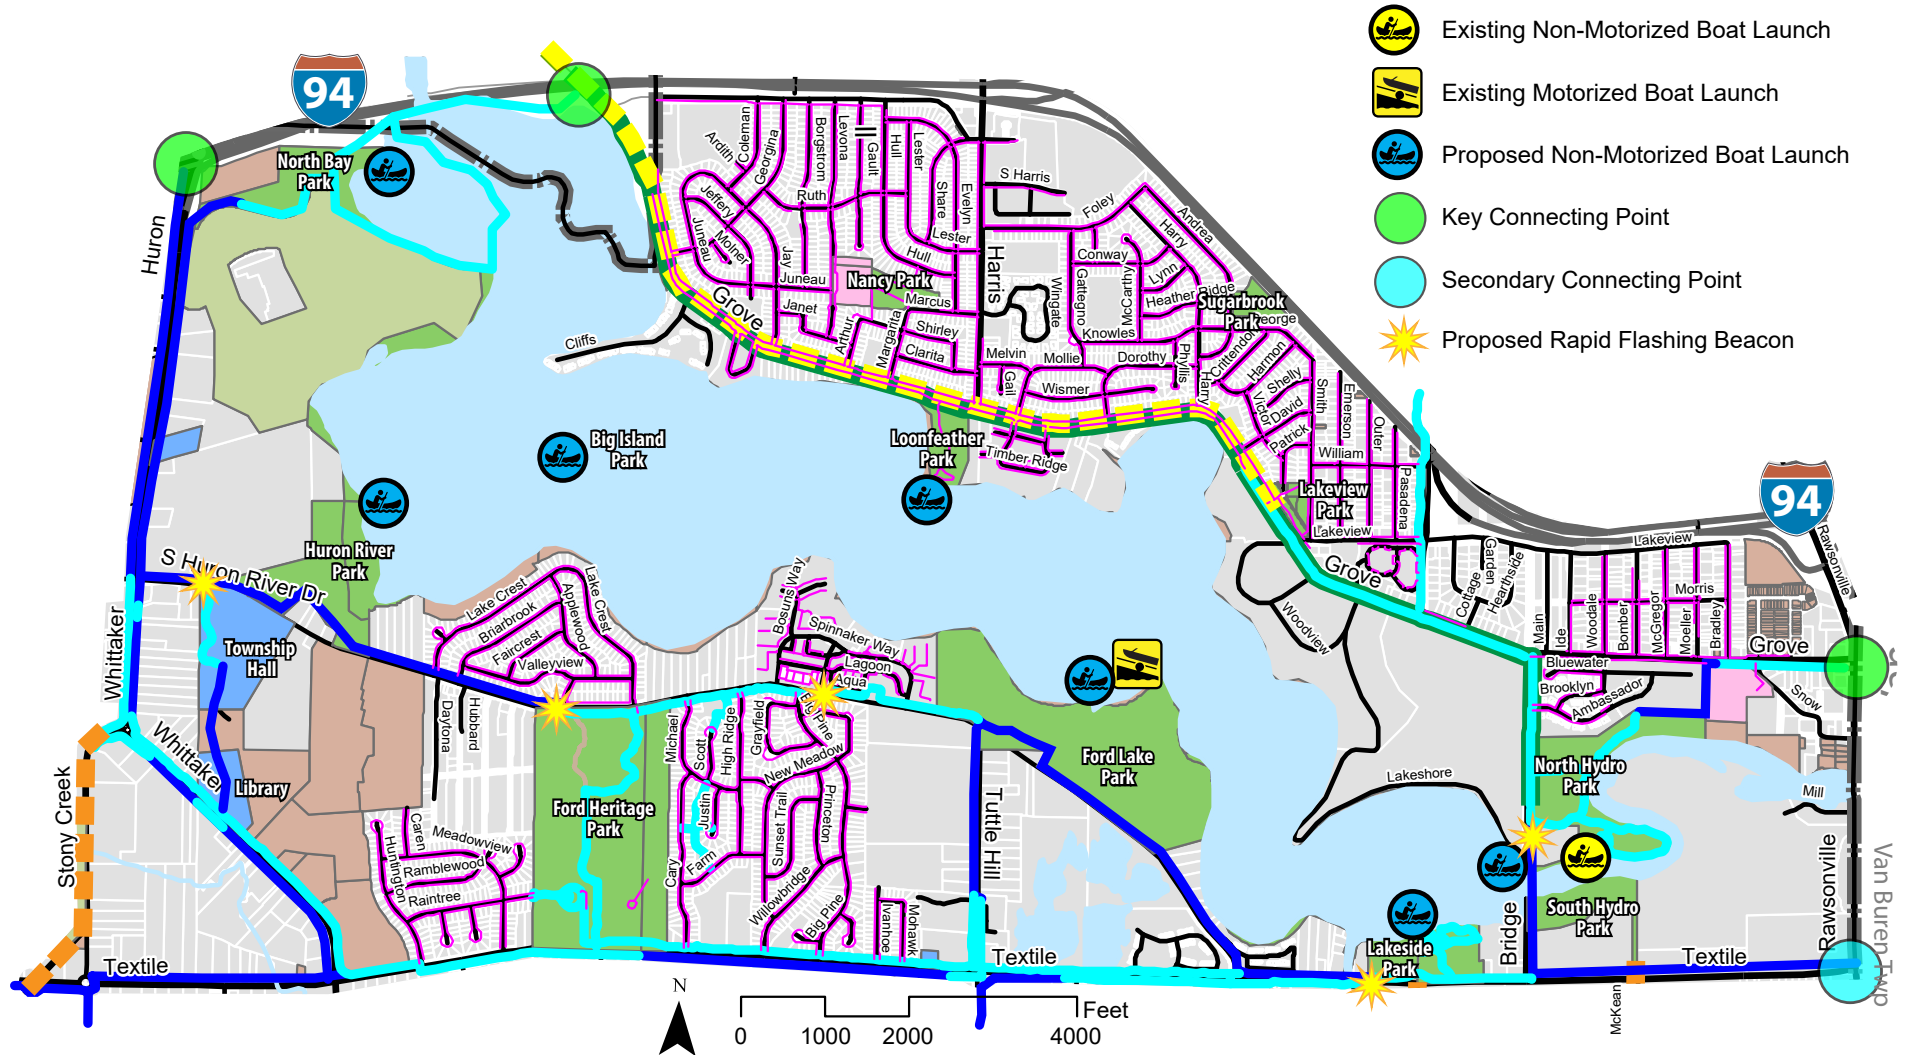 Existing Non-Motorized Boat Launch
Existing Motorized Boat Launch
Proposed Non-Motorized Boat Launch
Key Connecting Point
Secondary Connecting Point
Proposed Rapid Flashing Beacon
94
North Bay
Park
Huron
Ardith
Coleman
Georgina
Borgstrom
Levona
Gault
Hull
Lester
Share
Evelyn
S Harris
Foley
Andrea
Harry
Jeffery
Juneau
Molner
Ruth
Jay
Juneau
Lester
Hull
Nancy Park
Marcus
Janet
Arthur
Margarita
Shirley
Clarita
Grove
Cliffs
Harris
Wingate
Conway
Gattegno
McCarthy
Lynn
Heather Ridge
Sugarbrook
Park
George
Knowles
Melvin
Mollie
Dorothy
Phyllis
Harry
Crittendon
Harmon
Shelly
Gail
Wismer
Victor
David
Patrick
Smith
Emerson
Outer
William
Pasadena
Big Island
Park
Loonfeather
Park
Timber Ridge
Lakeview
Park
Lakeview
94
Rawsonville
Lakeview
Huron River
Park
S Huron River Dr
Lake Crest
Lake Crest
Briarbrook
Applewood
Faircrest
Valleyview
Bosuns Way
Spinnaker Way
Lagoon
Aqua
Grove
Woodview
Cottage
Garden
Hearthside
Main
Ide
Woodale
Bomber
McGregor
Moeller
Morris
Bradley
Grove
Bluewater
Brooklyn
Ambassador
Snow
Whittaker
Township
Hall
Whittaker
Library
Stony Creek
Daytona
Hubbard
Michael
Scott
High Ridge
Grayfield
Big Pine
New Meadow
Ford Lake
Park
Lakeshore
North Hydro
Park
Mill
Ford Heritage
Park
Justin
Sunset Trail
Princeton
Tuttle Hill
Caren
Meadowview
Huntington
Ramblewood
Raintree
Cary
Farm
Willowbridge
Big Pine
Ivanhoe
Mohawk
Rawsonville
Van Buren Twp
South Hydro
Park
Lakeside
Park
Bridge
Textile
Textile
Textile
McKean
N
Feet
0
1000
2000
4000